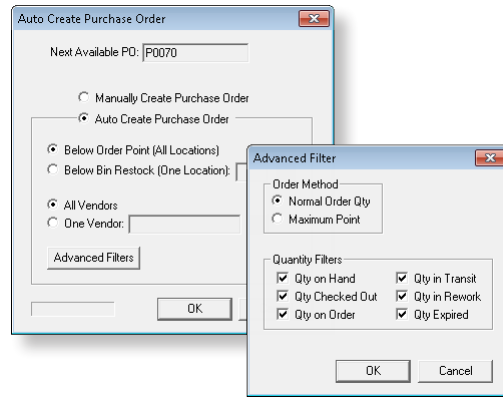 Auto Create Purchase Order
Next Available PO: P0070
Manually Create Purchase Order
Auto Create Purchase Order
Below Order Point (All Locations)
Below Bin Restock (One Location):
All Vendors
One Vendor:
Advanced Filters
OK
Advanced Filter
Order Method
Normal Order Qty
Maximum Point
Quantity Filters
Qty on Hand
Qty in Transit
Qty Checked Out
Qty in Rework
Qty on Order
Qty Expired
OK
Cancel